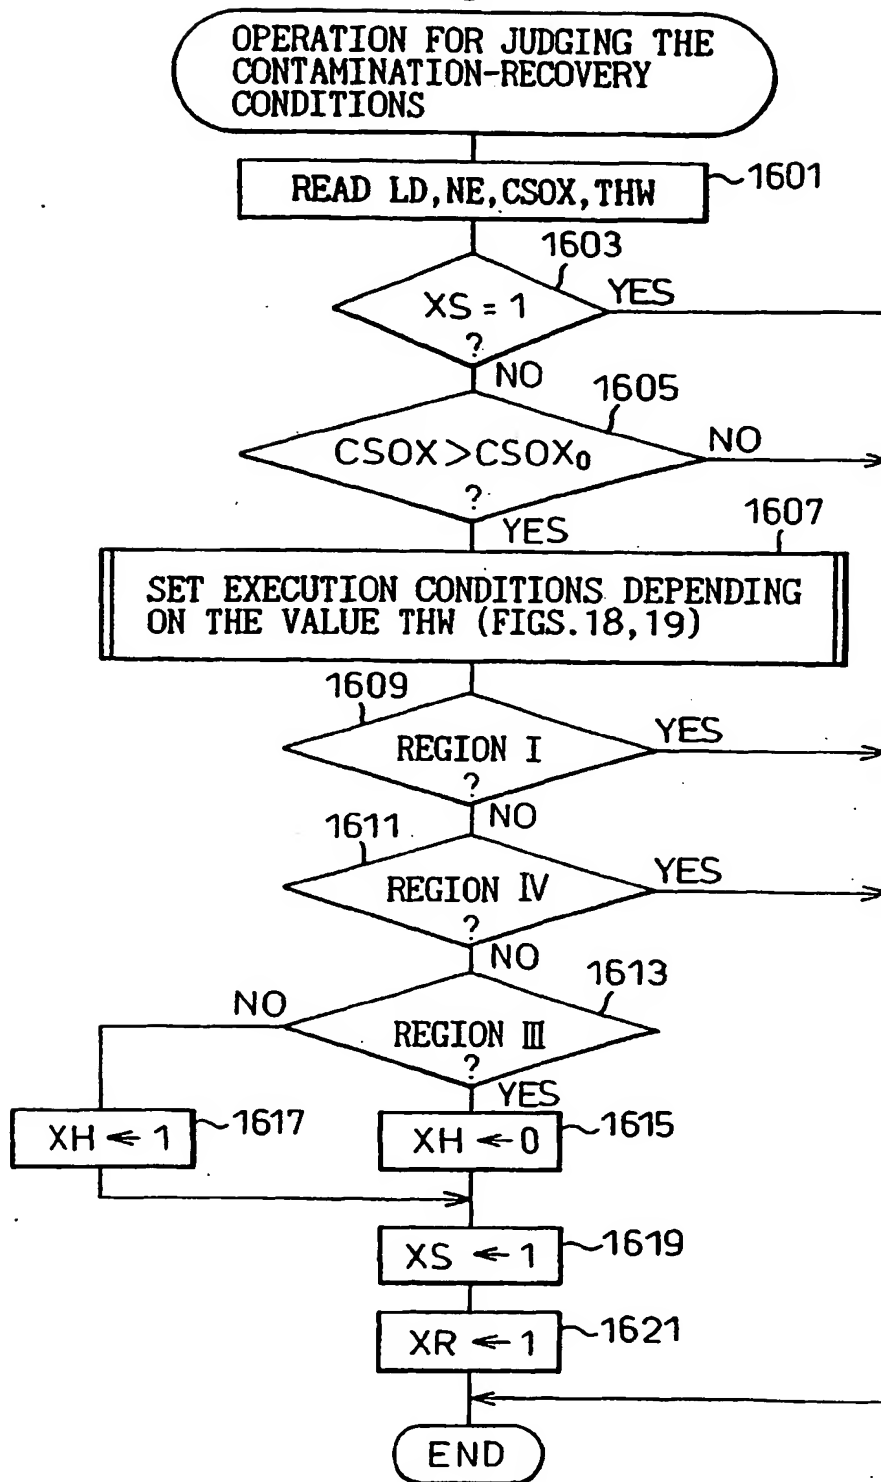 OPERATION FOR JUDGING THE
CONTAMINATION-RECOVERY
CONDITIONS
READ LD,NE,CSOX,THW
1601
1603
XS = 1
?
YES
NO
1605
CSOX>CSOX₀
?
NO
YES
1607
SET EXECUTION CONDITIONS DEPENDING
ON THE VALUE THW (FIGS.18,19)
1609
REGION I
?
YES
NO
1611
REGION IV
?
YES
NO
1613
NO
REGION III
?
YES
XH ← 1
1617
XH ← 0
1615
XS ← 1
1619
XR ← 1
1621
END